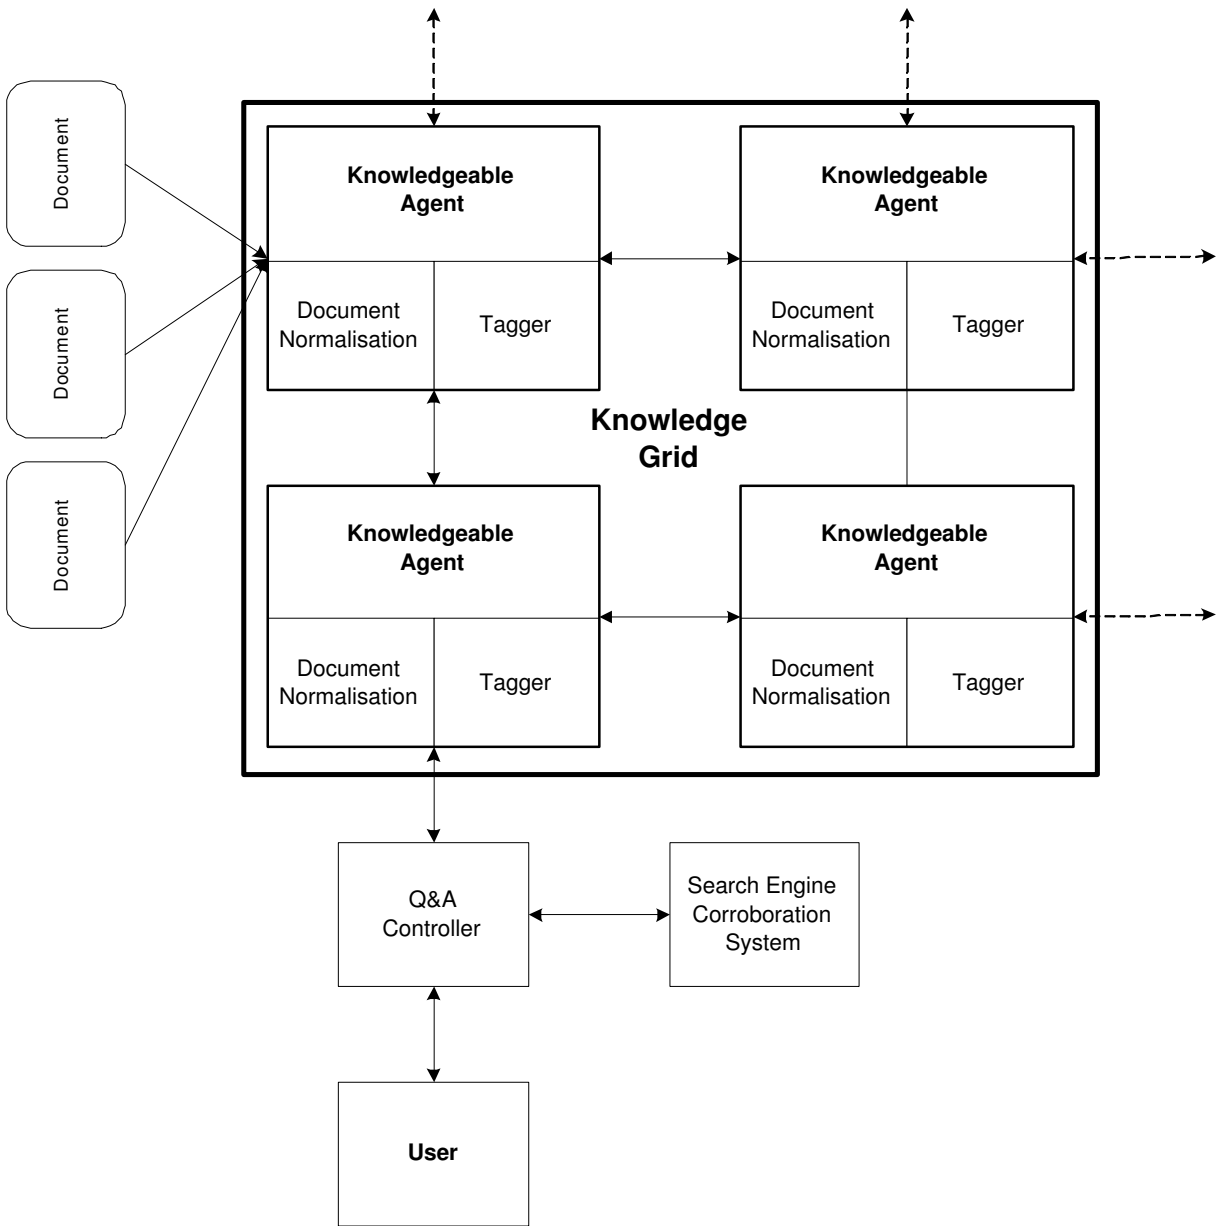 Document
Document
Document
Knowledgeable
Agent
Document
Normalisation
Tagger
Knowledgeable
Agent
Document
Normalisation
Tagger
Knowledge
Grid
Knowledgeable
Agent
Document
Normalisation
Tagger
Knowledgeable
Agent
Document
Normalisation
Tagger
Q&A
Controller
Search Engine
Corroboration
System
User